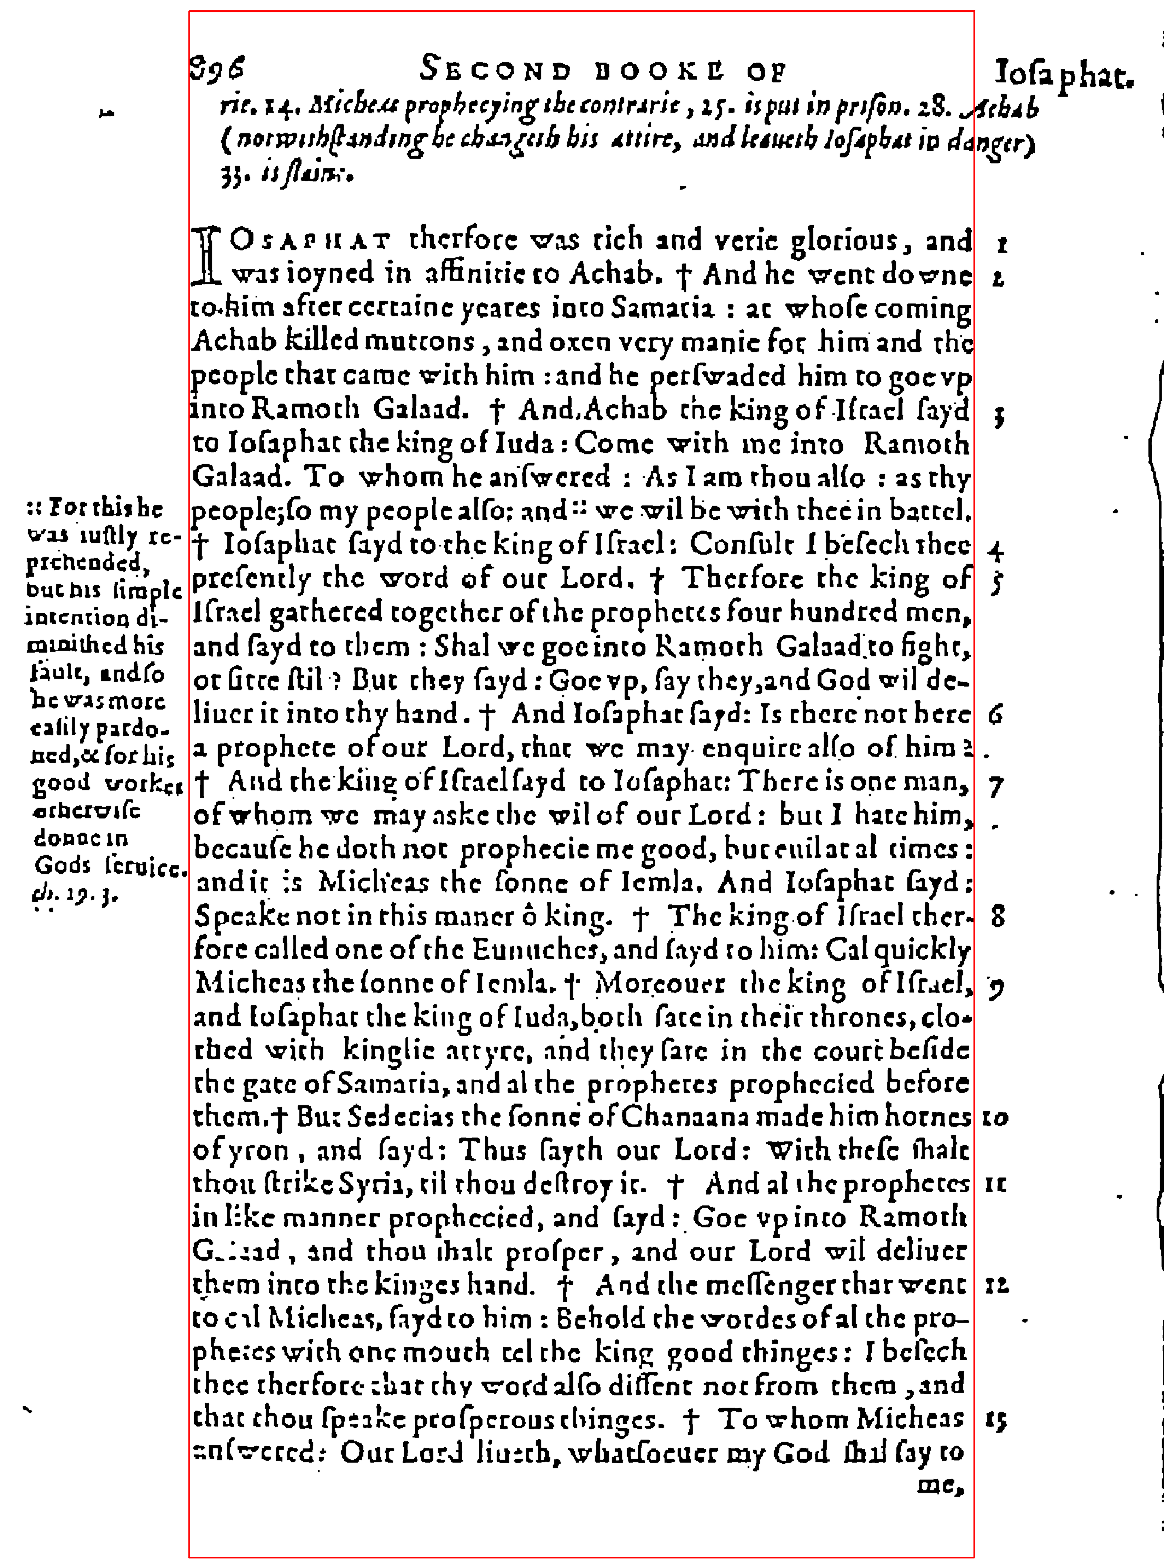 896 SECOND BOOKE OF Iosaphat.
rie. 14. Micheas propheeying the contrarie, 25. is put in prison. 28. Achab
(notwithstanding he changeth his attire, and leaueth Iosaphat in danger)
33. is slaine.
IOSAPHAT therfore was rich and verie glorious, and 1
was ioyned in affinitie to Achab. † And he went downe 2
to him after certaine yeares into Samaria : at whose coming
Achab killed muttons, and oxen very manie for him and the
people that came with him : and he perswaded him to goe vp
into Ramoth Galaad. † And Achab the king of Israel sayd 3
to Iosaphat the king of Iuda: Come with me into Ramoth
Galaad. To whom he answered : As I am thou also : as thy
people, so my people also: and :: we wil be with thee in battel.
† Iosaphat sayd to the king of Israel: Consult I besech thee 4
presently the word of our Lord. † Therfore the king of 5
Israel gathered together of the prophetes four hundred men,
and sayd to them : Shal we goe into Ramoth Galaad to fight,
or sitte stil? But they sayd : Goe vp, say they, and God wil de-
liuer it into thy hand. † And Iosaphat sayd: Is there not here 6
a prophete of our Lord, that we may enquire also of him?
† And the king of Israel sayd to Iosaphat: There is one man, 7
of whom we may aske the wil of our Lord: but I hate him,
because he doth not prophecie me good, but euil at al times:
and it is Micheas the sonne of Iemla. And Iosaphat sayd:
Speake not in this maner ô king. † The king of Israel ther- 8
fore called one of the Eunuches, and sayd to him: Cal quickly
Micheas the sonne of Iemla. † Moreouer the king of Israel, 9
and Iosaphat the king of Iuda, both sate in their thrones, clo-
thed with kinglie attyre, and they sate in the court beside
the gate of Samaria, and al the prophetes prophecied before
them. † But Sedecias the sonne of Chanaana made him hornes 10
of yron, and sayd: Thus sayth our Lord: With these shalt
thou strike Syria, til thou destroy it. † And al the prophetes 11
in like manner prophecied, and sayd: Goe vp into Ramoth
Galaad, and thou shalt prosper, and our Lord wil deliuer
them into the kinges hand. † And the messenger that went 12
to cal Micheas, sayd to him : Behold the wordes of al the pro-
phetes with one mouth tel the king good thinges: I besech
thee therfore that thy word also dissent not from them, and
that thou speake prosperous thinges. † To whom Micheas 13
answered: Our Lord liueth, whatsoeuer my God shal say to
me,
:: For this he
was iustly re-
prehended,
but his simple
intention di-
minished his
fault, and so
he was more
easily pardo-
ned, & for his
good workes
otherwise
donne in
Gods seruice.
ch. 19. 3.